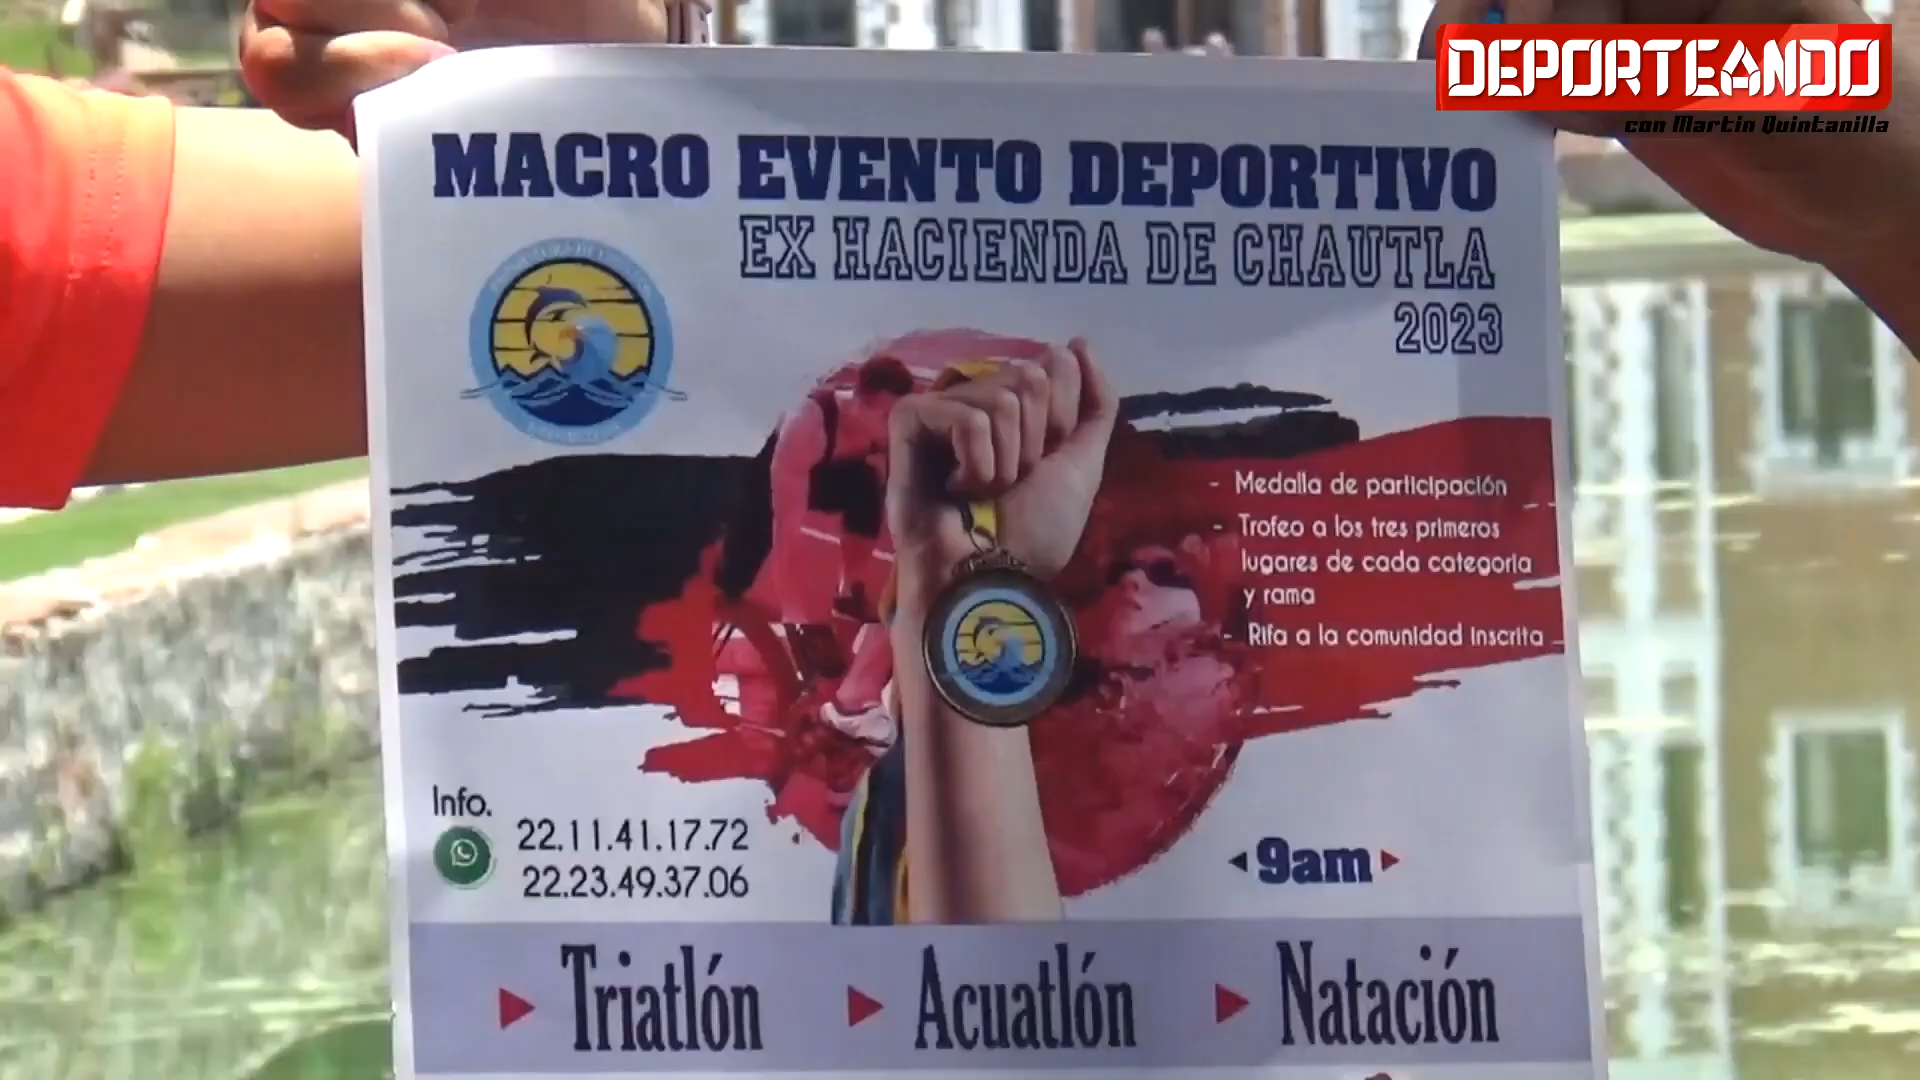 DEPORTEANDO
con Martin Quintanilla
MACRO EVENTO DEPORTIVO
EX HACIENDA DE CHAUTLA
2023
- Medalla de participación
- Trofeo a los tres primeros
lugares de cada categoría
y rama
- Rifa a la comunidad inscrita
Info.
22.11.41.17.72
22.23.49.37.06
9am
Triatlón
Acuatlón
Natación